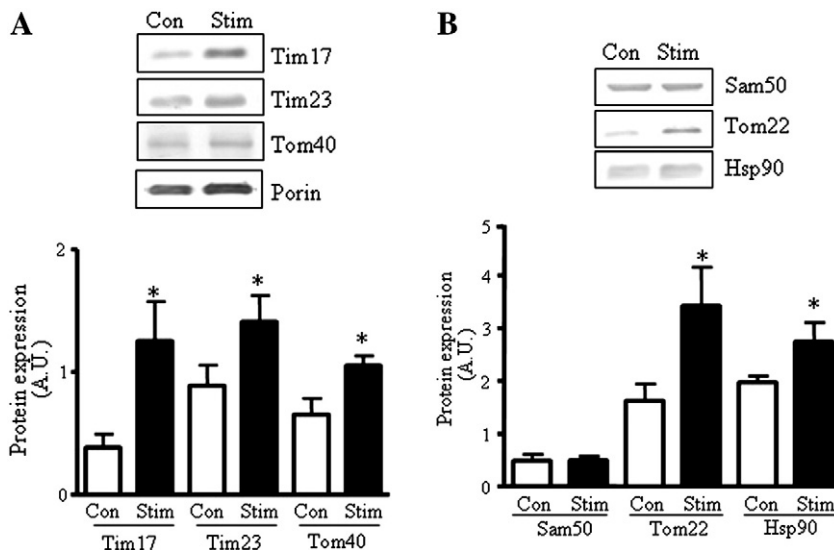 A
Con Stim
Tim17
Tim23
Tom40
Porin
Protein expression
(A.U.)
2
1
0
* * *
Con Stim Con Stim Con Stim
Tim17 Tim23 Tom40
B
Con Stim
Sam50
Tom22
Hsp90
Protein expression
(A.U.)
5
4
3
2
1
0
* *
Con Stim Con Stim Con Stim
Sam50 Tom22 Hsp90